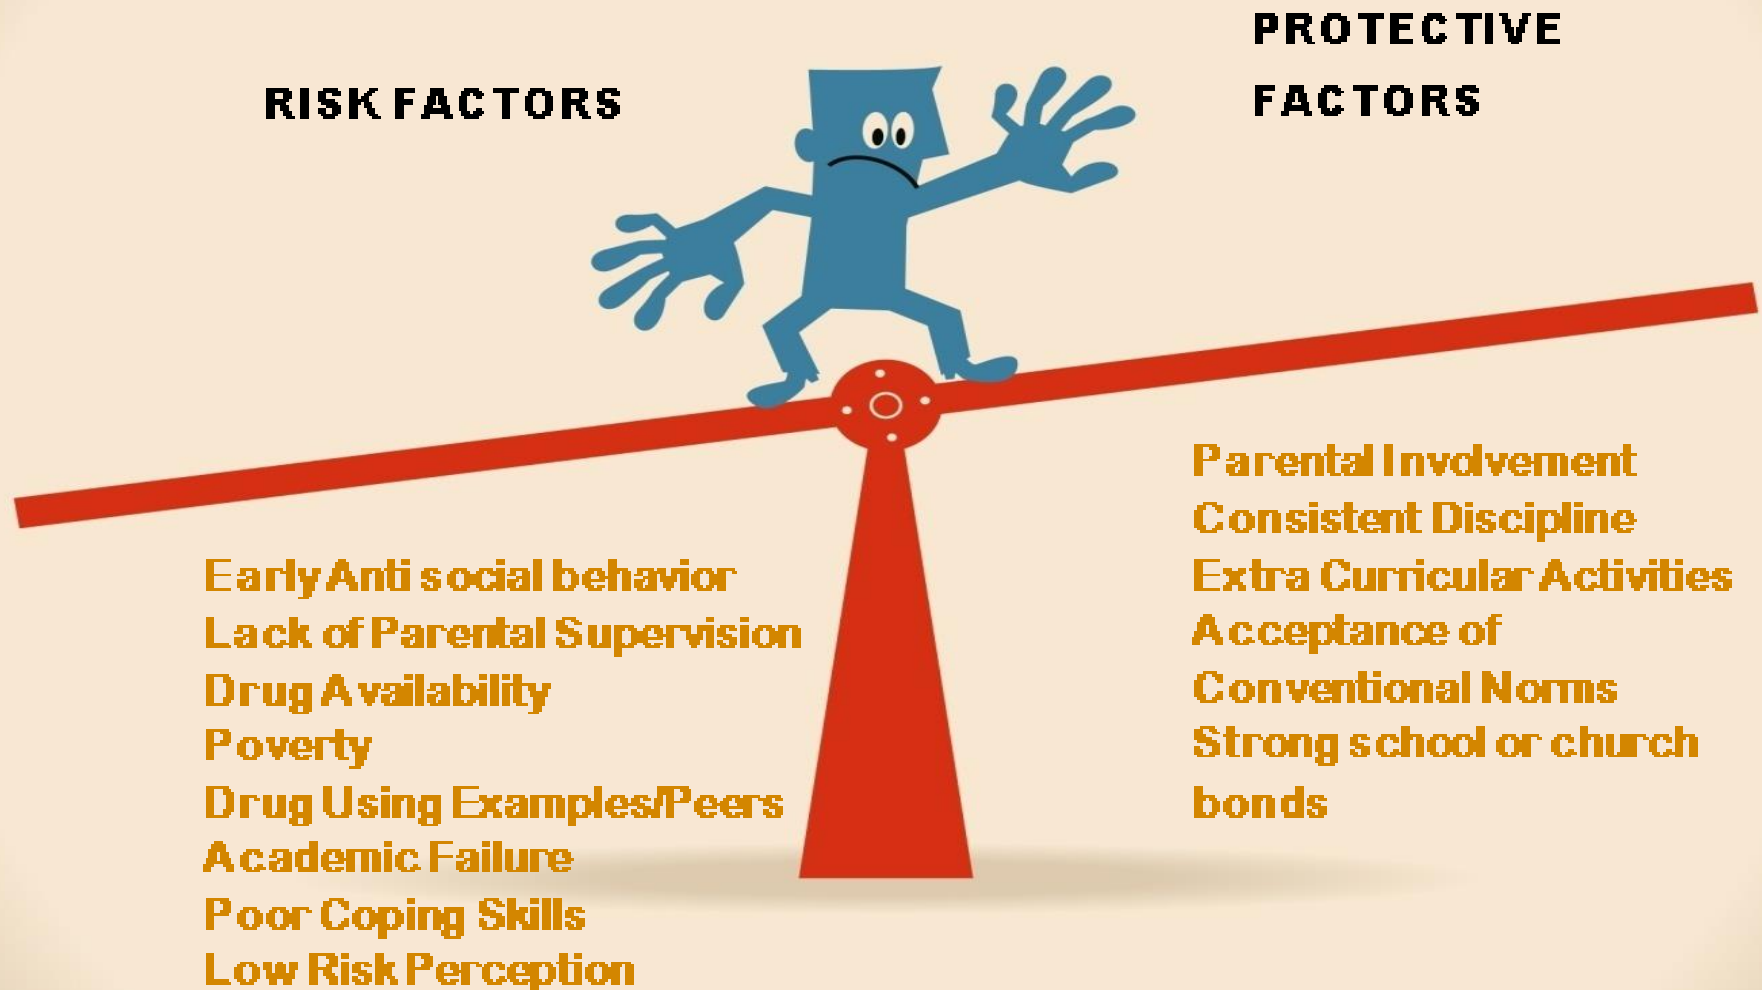 RISK FACTORS
PROTECTIVE
FACTORS
Early Anti social behavior
Lack of Parental Supervision
Drug Availability
Poverty
Drug Using Examples/Peers
Academic Failure
Poor Coping Skills
Low Risk Perception
Parental Involvement
Consistent Discipline
Extra Curricular Activities
Acceptance of
Conventional Norms
Strong school or church
bonds